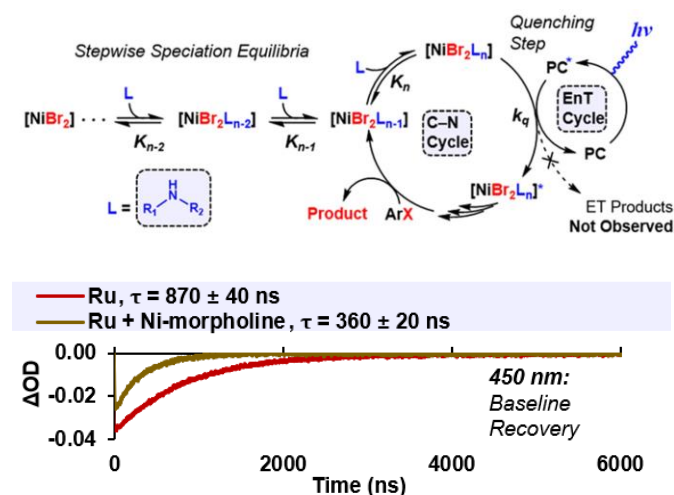 Stepwise Speciation Equilibria
Quenching
Step
hν
[NiBr₂Lₙ]
PC*
L
Kₙ
EnT
Cycle
[NiBr₂] · · ·
L
Kₙ₋₂
[NiBr₂Lₙ₋₂]
L
Kₙ₋₁
[NiBr₂Lₙ₋₁]
C–N
Cycle
k_q
PC
L =
H
N
R₁
R₂
Product
ArX
[NiBr₂Lₙ]*
ET Products
Not Observed
Ru, τ = 870 ± 40 ns
Ru + Ni-morpholine, τ = 360 ± 20 ns
ΔOD
0.00
-0.02
-0.04
450 nm:
Baseline
Recovery
0
2000
4000
6000
Time (ns)